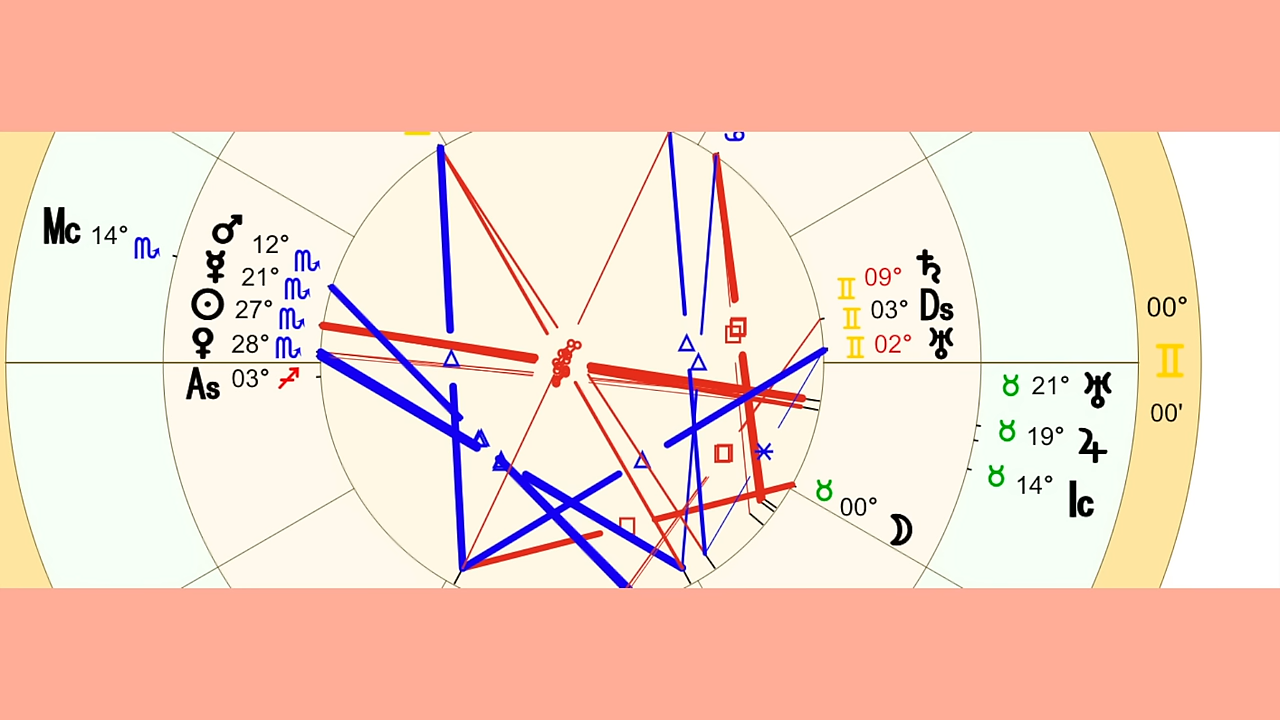 Mc 14° ♏
♂ 12° ♏
☿ 21° ♏
☉ 27° ♏
♀ 28° ♏
As 03° ♐
♊ 09° ♄
♊ 03° Ds
♊ 02° ♅
♉ 00° ☽
♉ 21° ♅
♉ 19° ♃
♉ 14° Ic
00°
♊
00'